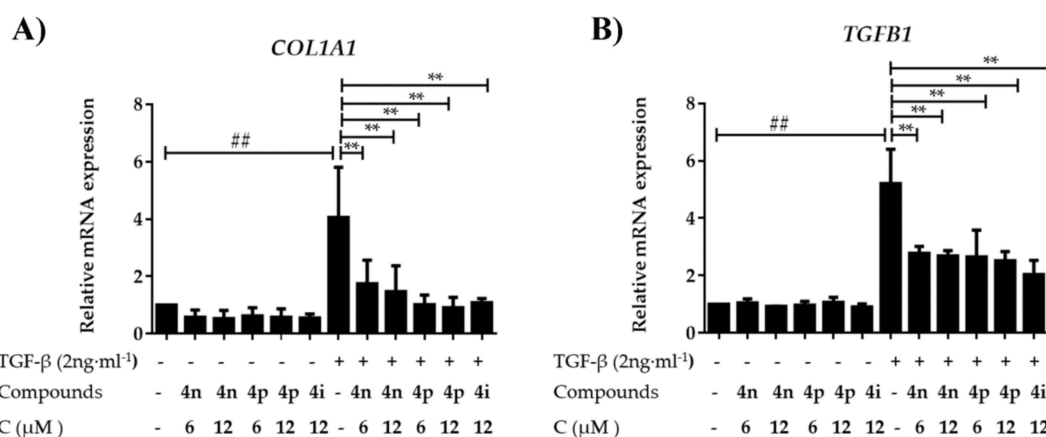 A)
COL1A1
**
**
**
**
**
##
8
6
4
2
0
Relative mRNA expression
TGF-β (2ng·ml-1) - - - - - - + + + + + +
Compounds - 4n 4n 4p 4p 4i - 4n 4n 4p 4p 4i
C (μM ) - 6 12 6 12 12 - 6 12 6 12 12
B)
TGFB1
**
**
**
**
**
##
8
6
4
2
0
Relative mRNA expression
TGF-β (2ng·ml-1) - - - - - - + + + + + +
Compounds - 4n 4n 4p 4p 4i - 4n 4n 4p 4p 4i
C (μM ) - 6 12 6 12 12 - 6 12 6 12 12